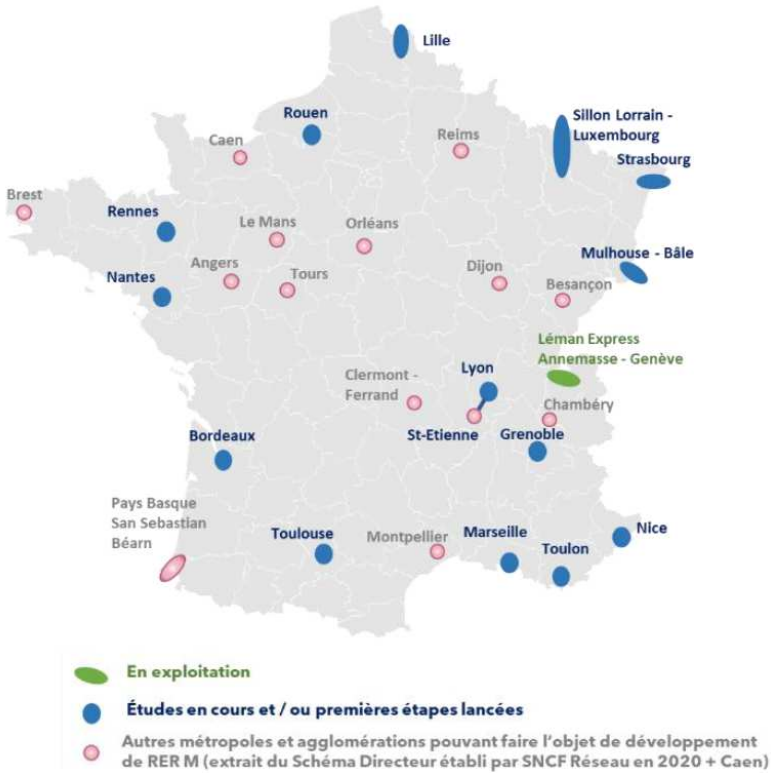 Lille
Rouen
Sillon Lorrain -
Luxembourg
Caen
Reims
Strasbourg
Brest
Rennes
Le Mans
Orléans
Mulhouse - Bâle
Angers
Dijon
Nantes
Tours
Besançon
Léman Express
Annemasse - Genève
Clermont -
Ferrand
Lyon
Chambéry
Bordeaux
St-Etienne
Grenoble
Pays Basque
San Sebastian
Béarn
Toulouse
Montpellier
Marseille
Nice
Toulon
En exploitation
Études en cours et / ou premières étapes lancées
Autres métropoles et agglomérations pouvant faire l'objet de développement
de RER M (extrait du Schéma Directeur établi par SNCF Réseau en 2020 + Caen)